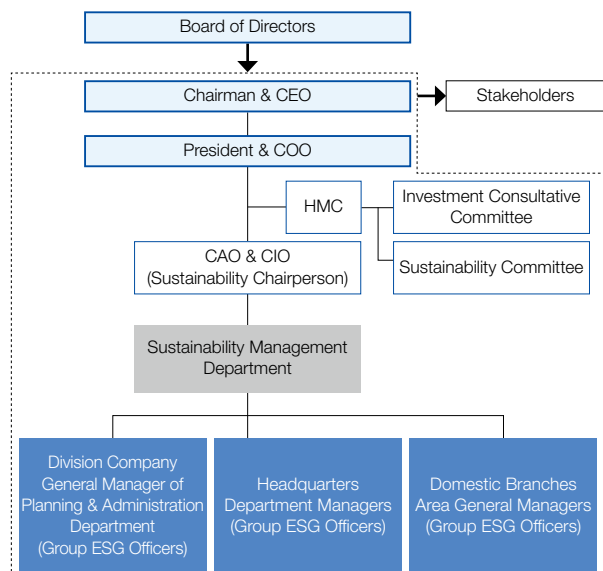 Board of Directors
Chairman & CEO
Stakeholders
President & COO
HMC
Investment Consultative
Committee
CAO & CIO
(Sustainability Chairperson)
Sustainability Committee
Sustainability Management
Department
Division Company
General Manager of
Planning & Administration
Department
(Group ESG Officers)
Headquarters
Department Managers
(Group ESG Officers)
Domestic Branches
Area General Managers
(Group ESG Officers)